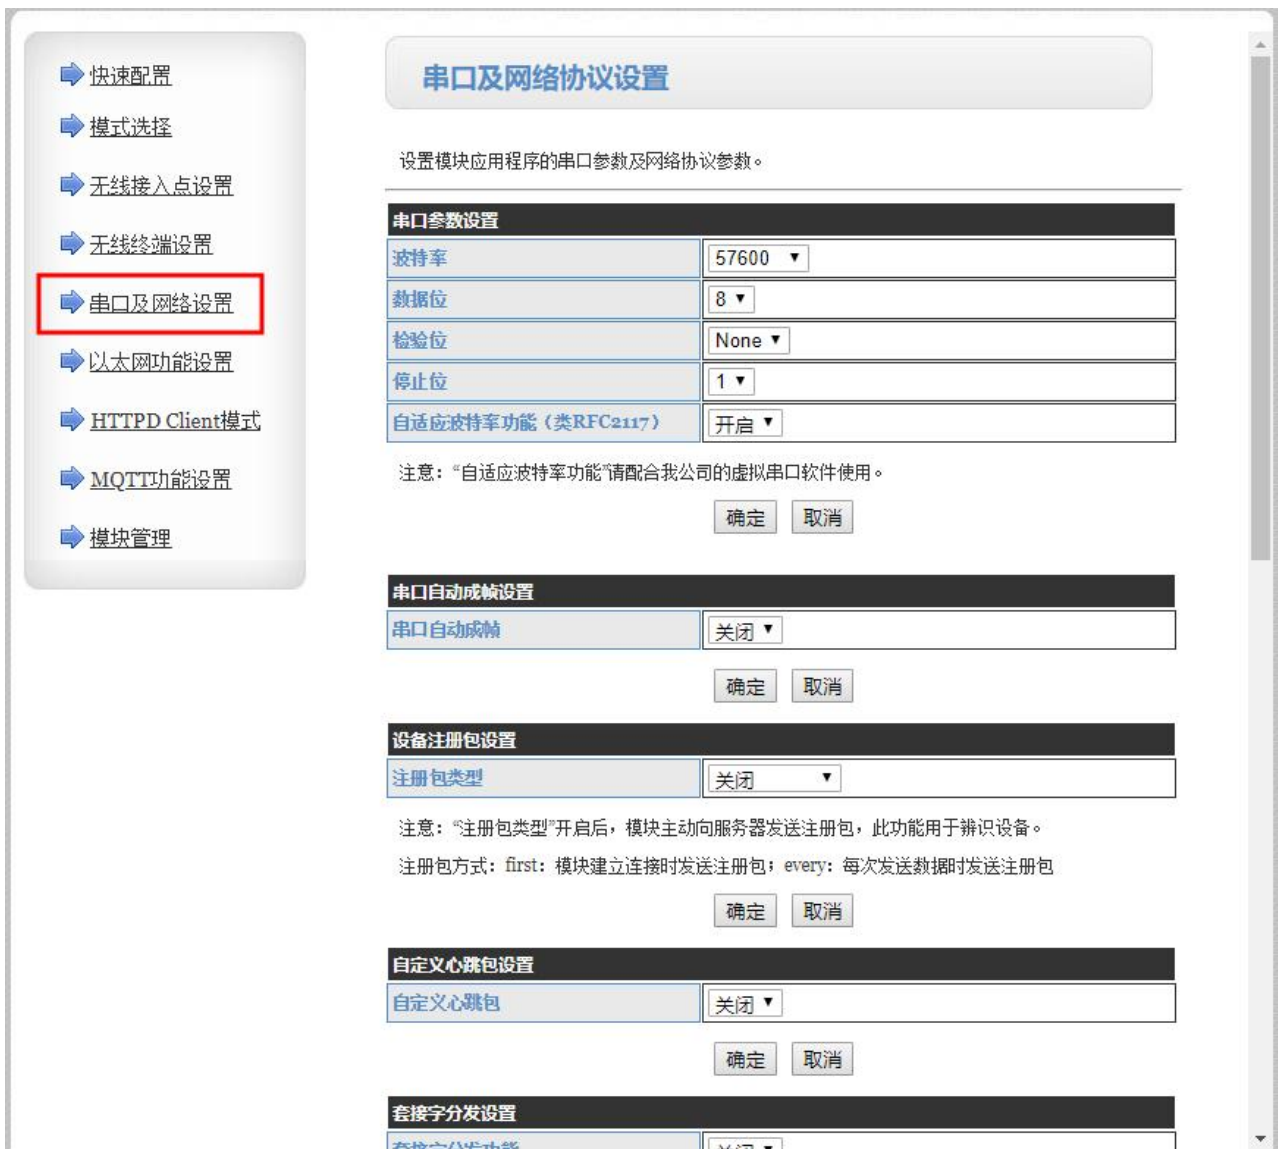 快速配置
模式选择
无线接入点设置
无线终端设置
串口及网络设置
以太网功能设置
HTTPD Client模式
MQTT功能设置
模块管理
串口及网络协议设置
设置模块应用程序的串口参数及网络协议参数。
串口参数设置
波特率 57600
数据位 8
检验位 None
停止位 1
自适应波特率功能（类RFC2117） 开启
注意：“自适应波特率功能”请配合我公司的虚拟串口软件使用。
确定 取消
串口自动成帧设置
串口自动成帧 关闭
确定 取消
设备注册包设置
注册包类型 关闭
注意：“注册包类型”开启后，模块主动向服务器发送注册包，此功能用于辨识设备。
注册包方式：first：模块建立连接时发送注册包；every：每次发送数据时发送注册包
确定 取消
自定义心跳包设置
自定义心跳包 关闭
确定 取消
套接字分发设置
套接字分发功能 关闭